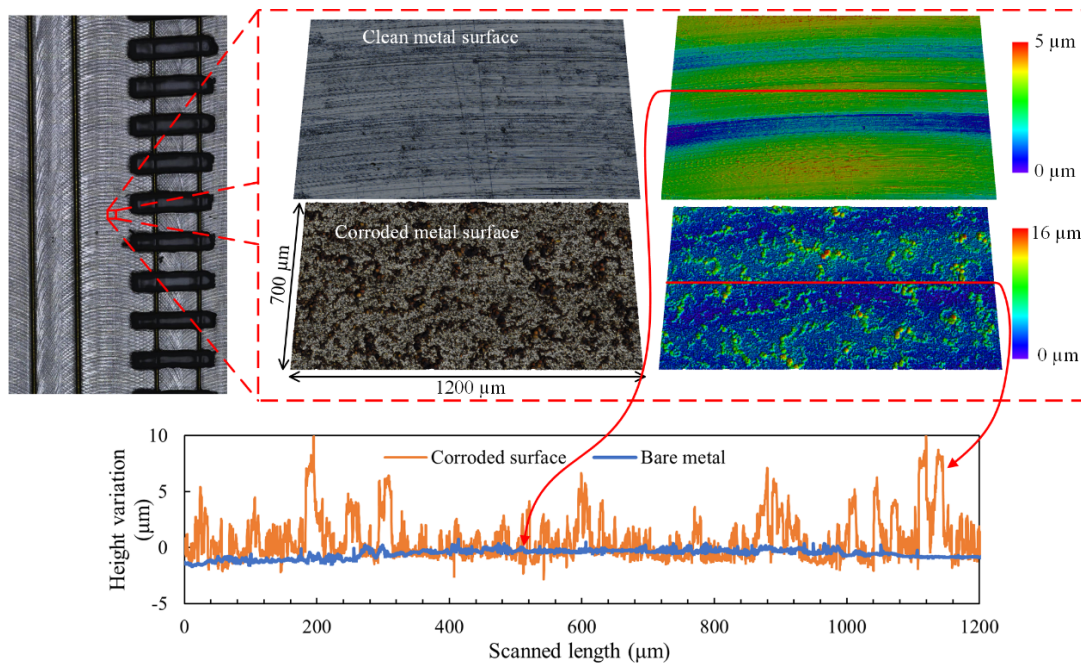 Clean metal surface
5 µm
0 µm
Corroded metal surface
16 µm
0 µm
700 µm
1200 µm
Corroded surface
Bare metal
Height variation
(µm)
10
5
0
-5
0
200
400
600
800
1000
1200
Scanned length (µm)